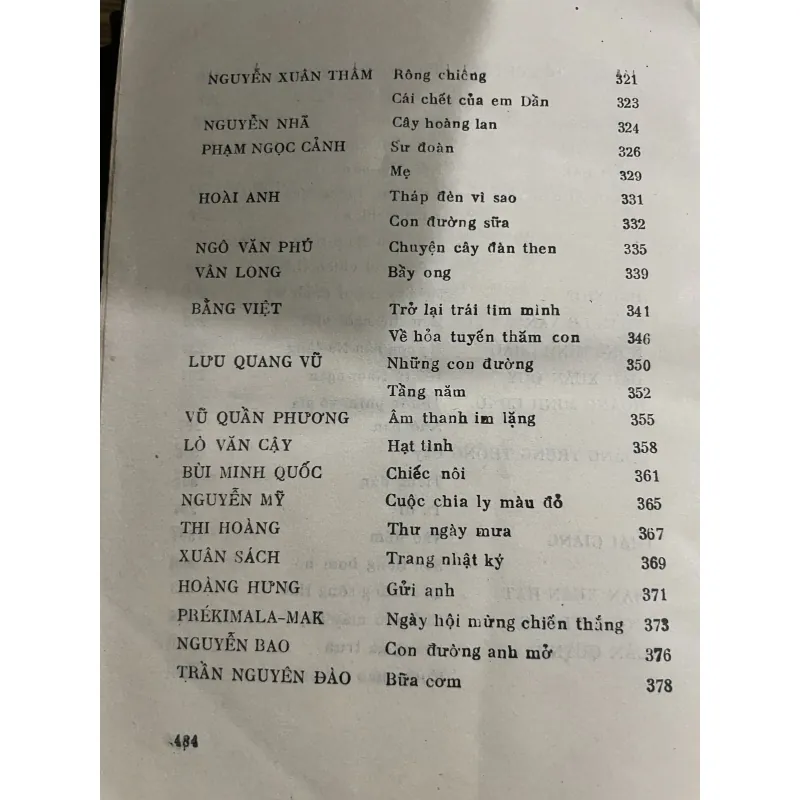 NGUYỄN XUÂN THÂM Rông chiêng 321
Cái chết của em Dần 323
NGUYỄN NHÃ Cây hoàng lan 324
PHẠM NGỌC CẢNH Sư đoàn 326
Mẹ 329
HOÀI ANH Tháp đèn vì sao 331
Con đường sữa 332
NGÔ VĂN PHÚ Chuyện cây đàn then 335
VÂN LONG Bầy ong 339
BẰNG VIỆT Trở lại trái tim mình 341
Về hỏa tuyến thăm con 346
LƯU QUANG VŨ Những con đường 350
Tầng năm 352
VŨ QUẦN PHƯƠNG Âm thanh im lặng 355
LÒ VĂN CẬY Hạt tình 358
BÙI MINH QUỐC Chiếc nôi 361
NGUYỄN MỸ Cuộc chia ly màu đỏ 365
THI HOÀNG Thư ngày mưa 367
XUÂN SÁCH Trang nhật ký 369
HOÀNG HƯNG Gửi anh 371
PRÉKIMALA-MAK Ngày hội mừng chiến thắng 373
NGUYỄN BAO Con đường anh mở 376
TRẦN NGUYÊN ĐÀO Bữa cơm 378
484